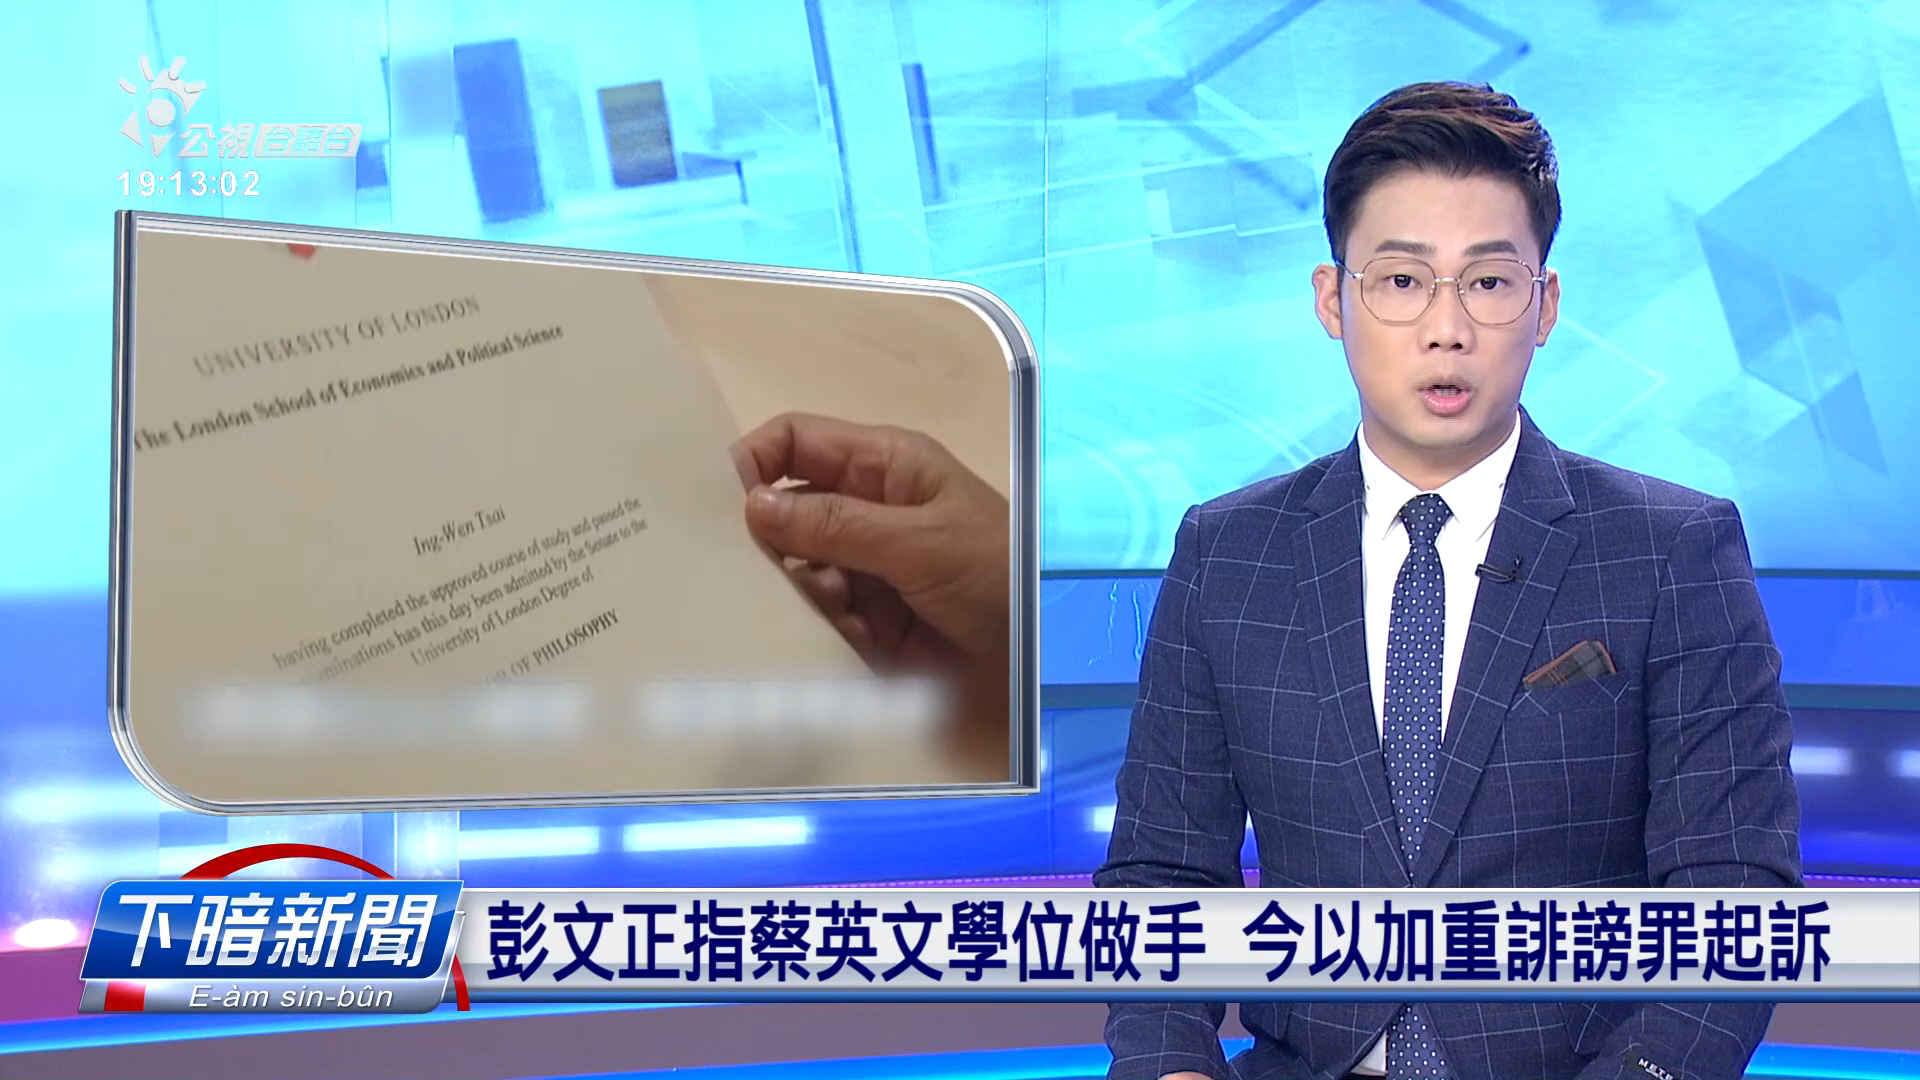 公視台語台
19:13:02
UNIVERSITY OF LONDON
The London School of Economics and Political Science
Ing-Wen Tsai
having completed the approved course of study and passed the
examinations has this day been admitted by the Senate to the
University of London Degree of
OR OF PHILOSOPHY
下暗新聞
E-àm sin-bûn
彭文正指蔡英文學位做手 今以加重誹謗罪起訴